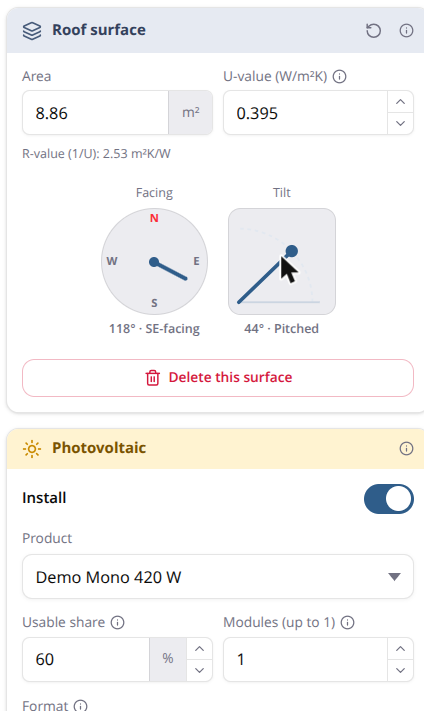 Roof surface
Area
U-value (W/m²K)
8.86 m²
0.395
R-value (1/U): 2.53 m²K/W
Facing
Tilt
N
W E
S
118° · SE-facing
44° · Pitched
Delete this surface
Photovoltaic
Install
Product
Demo Mono 420 W
Usable share
Modules (up to 1)
60 %
1
Format